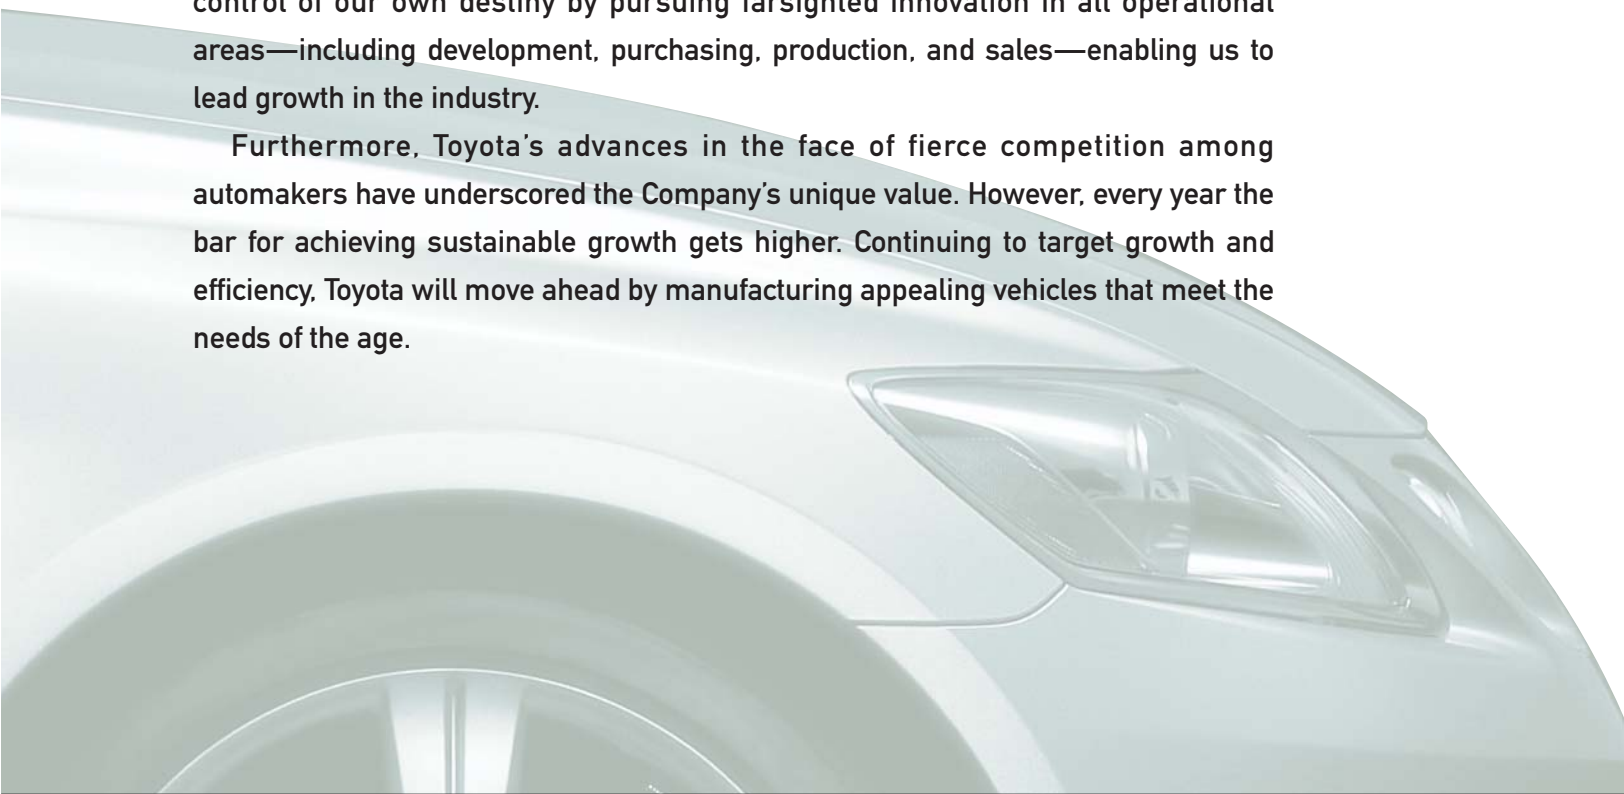 control of our own destiny by pursuing farsighted innovation in all operational
areas—including development, purchasing, production, and sales—enabling us to
lead growth in the industry.
Furthermore, Toyota's advances in the face of fierce competition among
automakers have underscored the Company's unique value. However, every year the
bar for achieving sustainable growth gets higher. Continuing to target growth and
efficiency, Toyota will move ahead by manufacturing appealing vehicles that meet the
needs of the age.